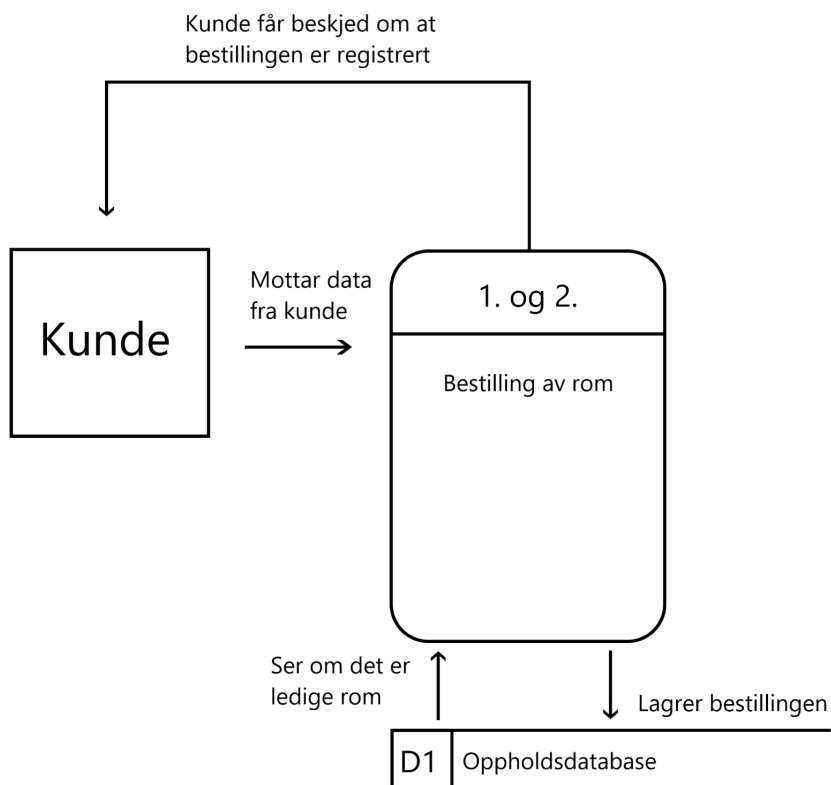 Kunde får beskjed om at
bestillingen er registrert
Kunde
Mottar data
fra kunde
1. og 2.
Bestilling av rom
Ser om det er
ledige rom
Lagrer bestillingen
D1 Oppholdsdatabase